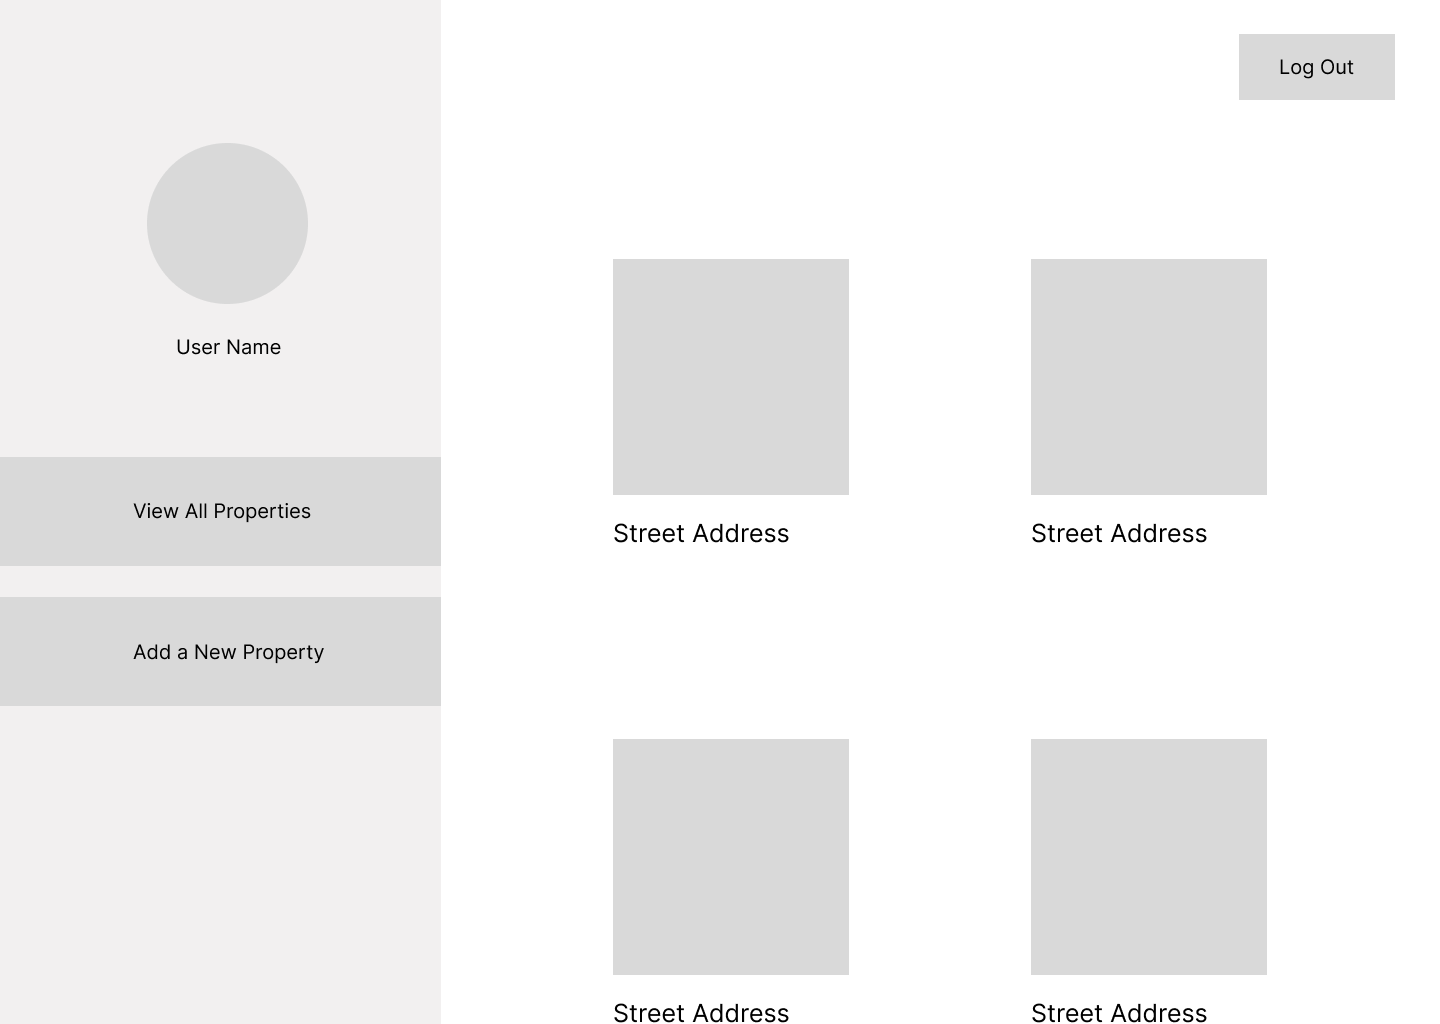 Log Out
User Name
View All Properties
Add a New Property
Street Address
Street Address
Street Address
Street Address